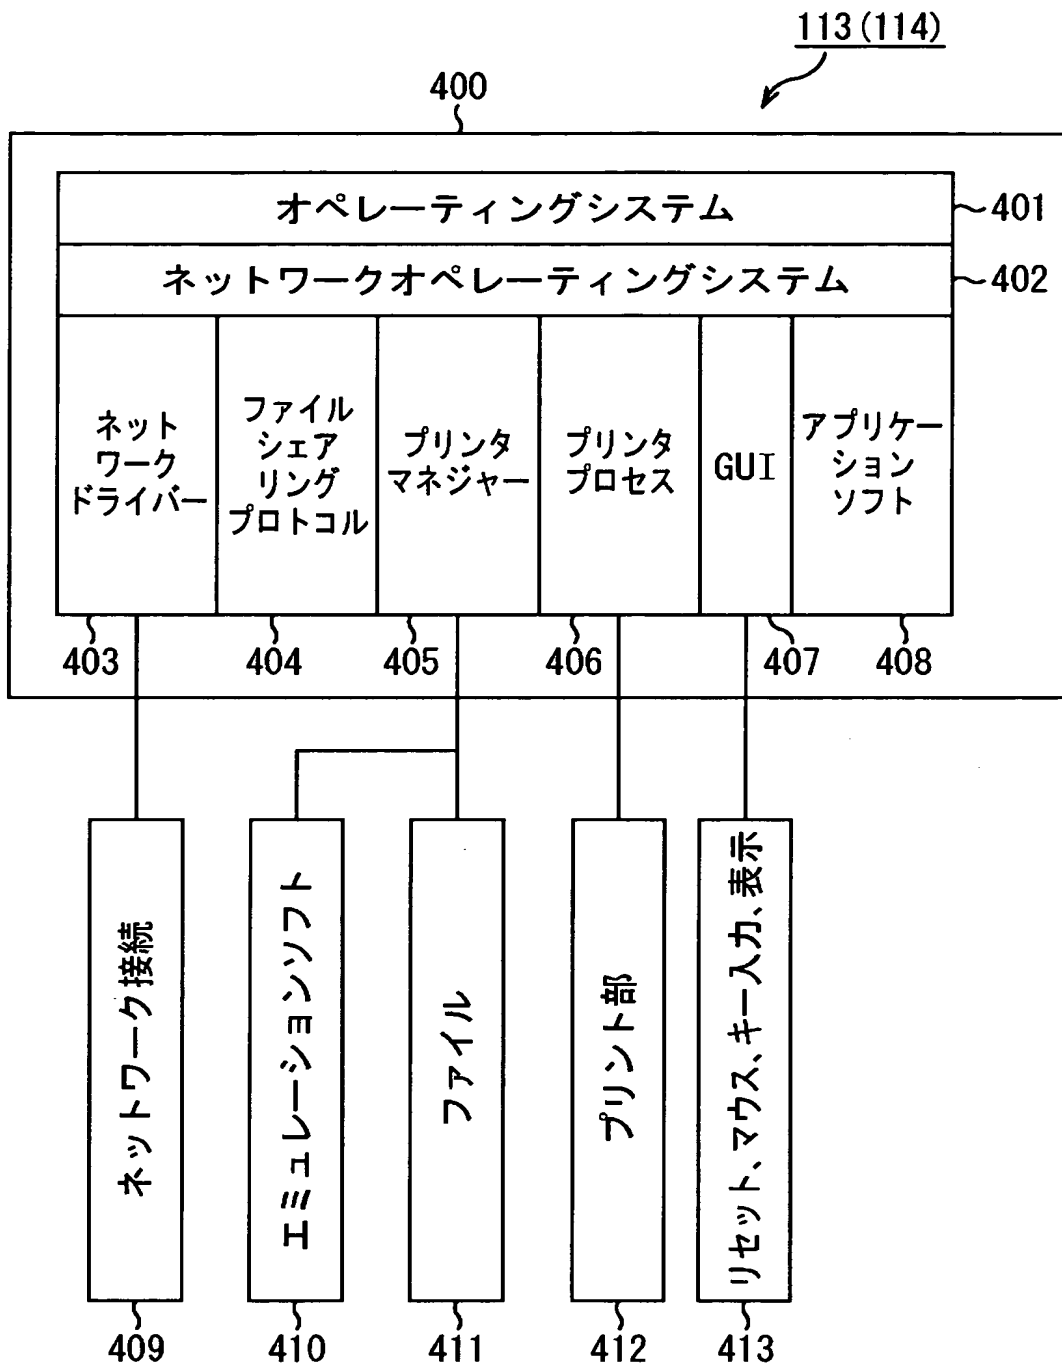 113(114)
400
オペレーティングシステム
401
ネットワークオペレーティングシステム
402
ネット
ワーク
ドライバー
ファイル
シェア
リング
プロトコル
プリンタ
マネジャー
プリンタ
プロセス
GUI
アプリケー
ション
ソフト
403
404
405
406
407
408
ネットワーク接続
エミュレーションソフト
ファイル
プリント部
リセット、マウス、キー入力、表示
409
410
411
412
413